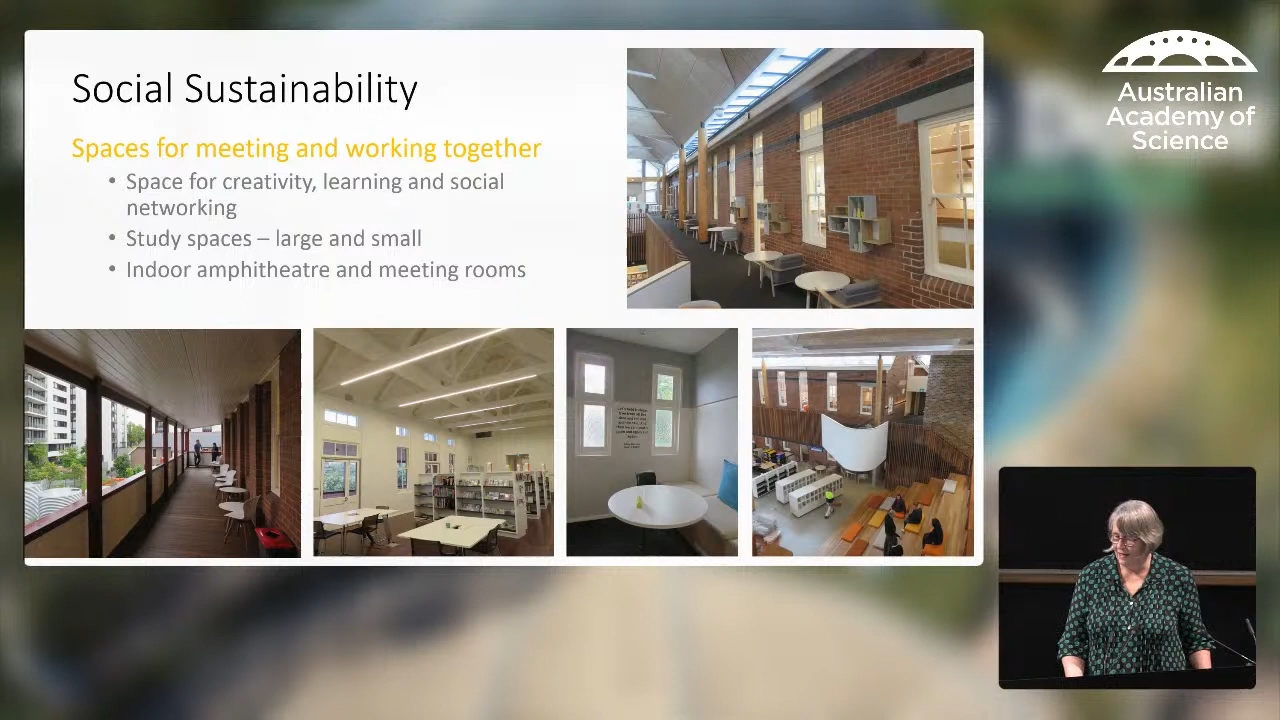 Social Sustainability
Spaces for meeting and working together
• Space for creativity, learning and social
networking
• Study spaces – large and small
• Indoor amphitheatre and meeting rooms
Australian
Academy of
Science